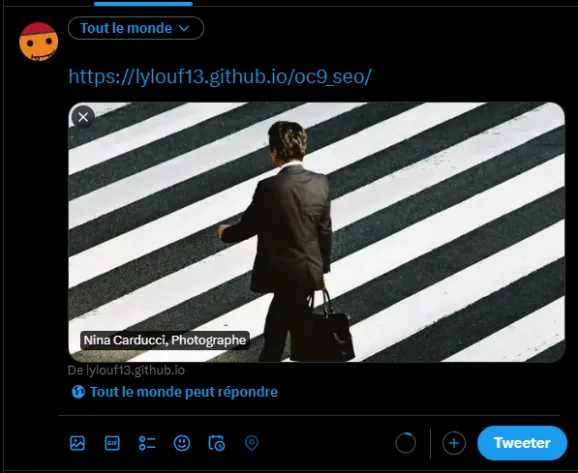 Tout le monde
https://lylouf13.github.io/oc9_seo/
Nina Carducci, Photographe
De lylouf13.github.io
Tout le monde peut répondre
GIF
Tweeter